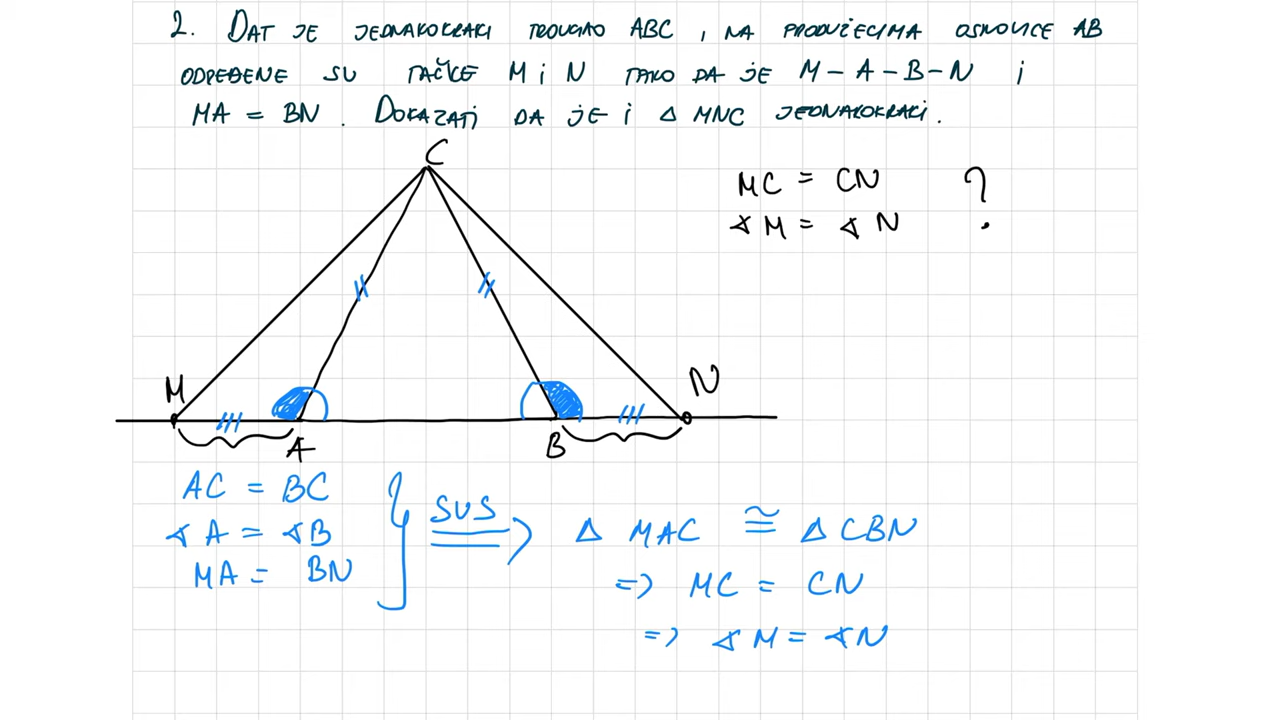 2. DAT JE JEDNAKOKRAKI TROUGAO ABC, NA PRODUŽECIMA OSNOVICE AB
ODREĐENE SU TAČKE M i N TAKO DA JE M-A-B-N i
MA = BN. DOKAZATI DA JE i Δ MNC JEDNAKOKRAKI.
C
MC = CN ?
∢ M = ∢ N
M
N
A
B
AC = BC
∢ A = ∢ B
MA = BN
SUS
⇒ Δ MAC ≅ Δ CBN
=> MC = CN
=> ∢ M = ∢ N